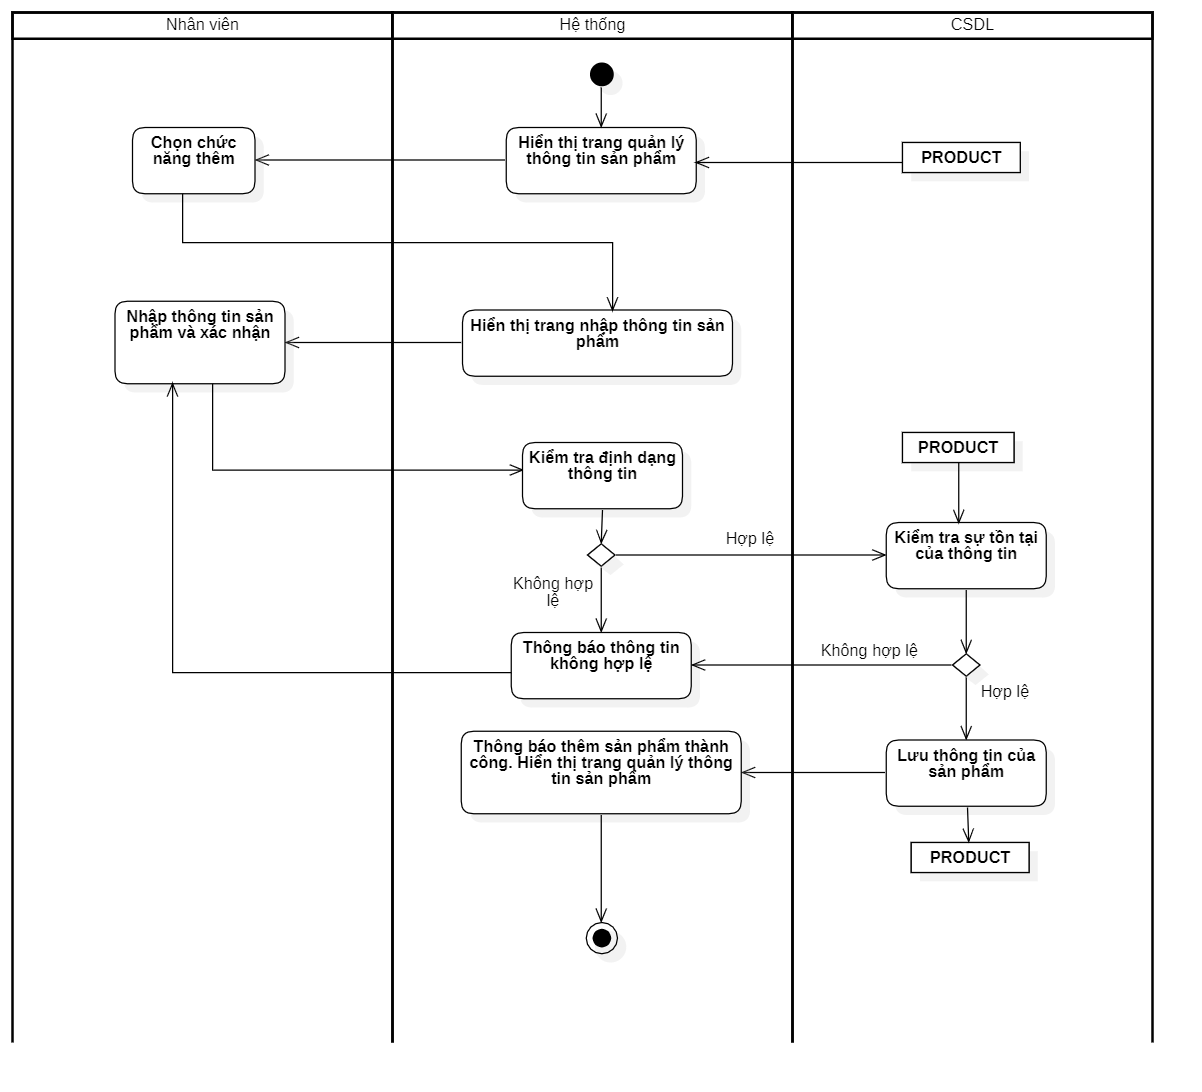 Nhân viên
Hệ thống
CSDL
Chọn chức
năng thêm
Hiển thị trang quản lý
thông tin sản phẩm
PRODUCT
Nhập thông tin sản
phẩm và xác nhận
Hiển thị trang nhập thông tin sản
phẩm
Kiểm tra định dạng
thông tin
PRODUCT
Hợp lệ
Kiểm tra sự tồn tại
của thông tin
Không hợp
lệ
Thông báo thông tin
không hợp lệ
Không hợp lệ
Hợp lệ
Thông báo thêm sản phẩm thành
công. Hiển thị trang quản lý thông
tin sản phẩm
Lưu thông tin của
sản phẩm
PRODUCT